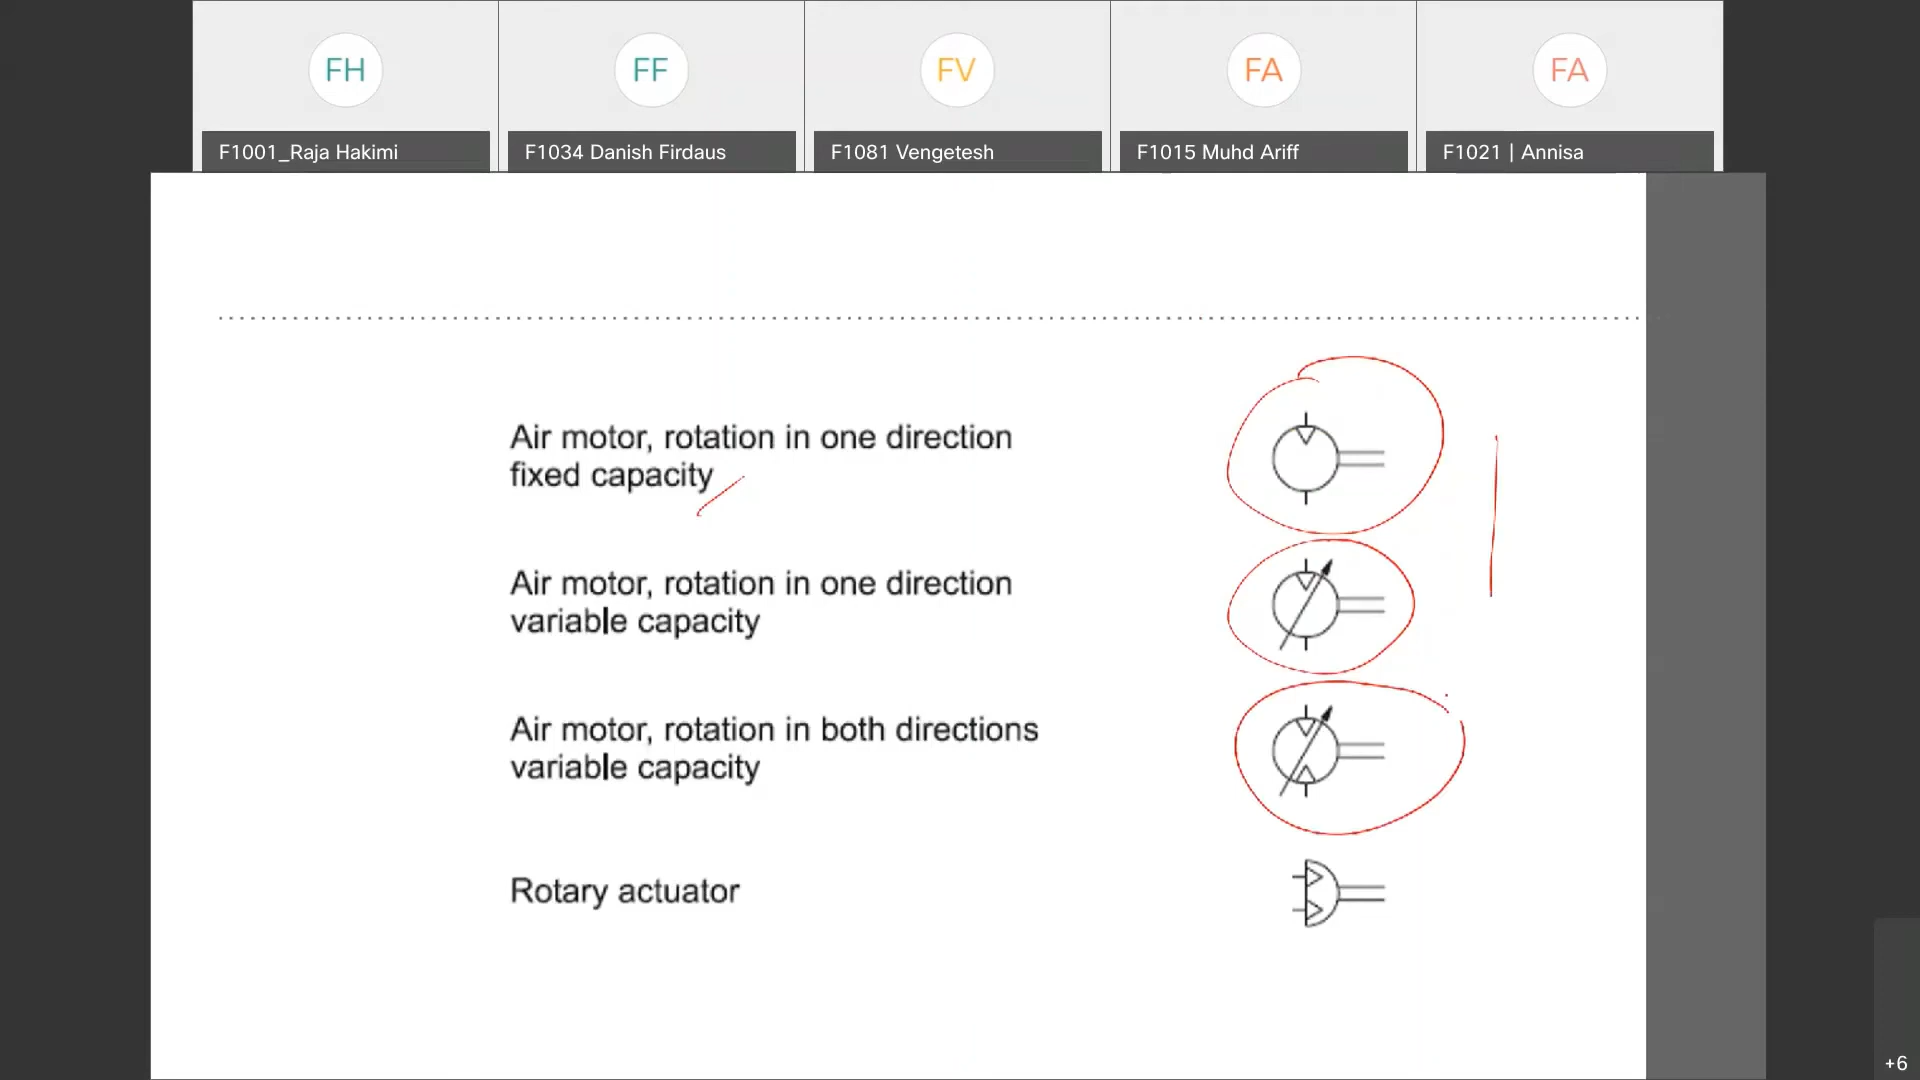 FH
FF
FV
FA
FA
F1001_Raja Hakimi
F1034 Danish Firdaus
F1081 Vengetesh
F1015 Muhd Ariff
F1021 | Annisa
Air motor, rotation in one direction
fixed capacity
Air motor, rotation in one direction
variable capacity
Air motor, rotation in both directions
variable capacity
Rotary actuator
+6